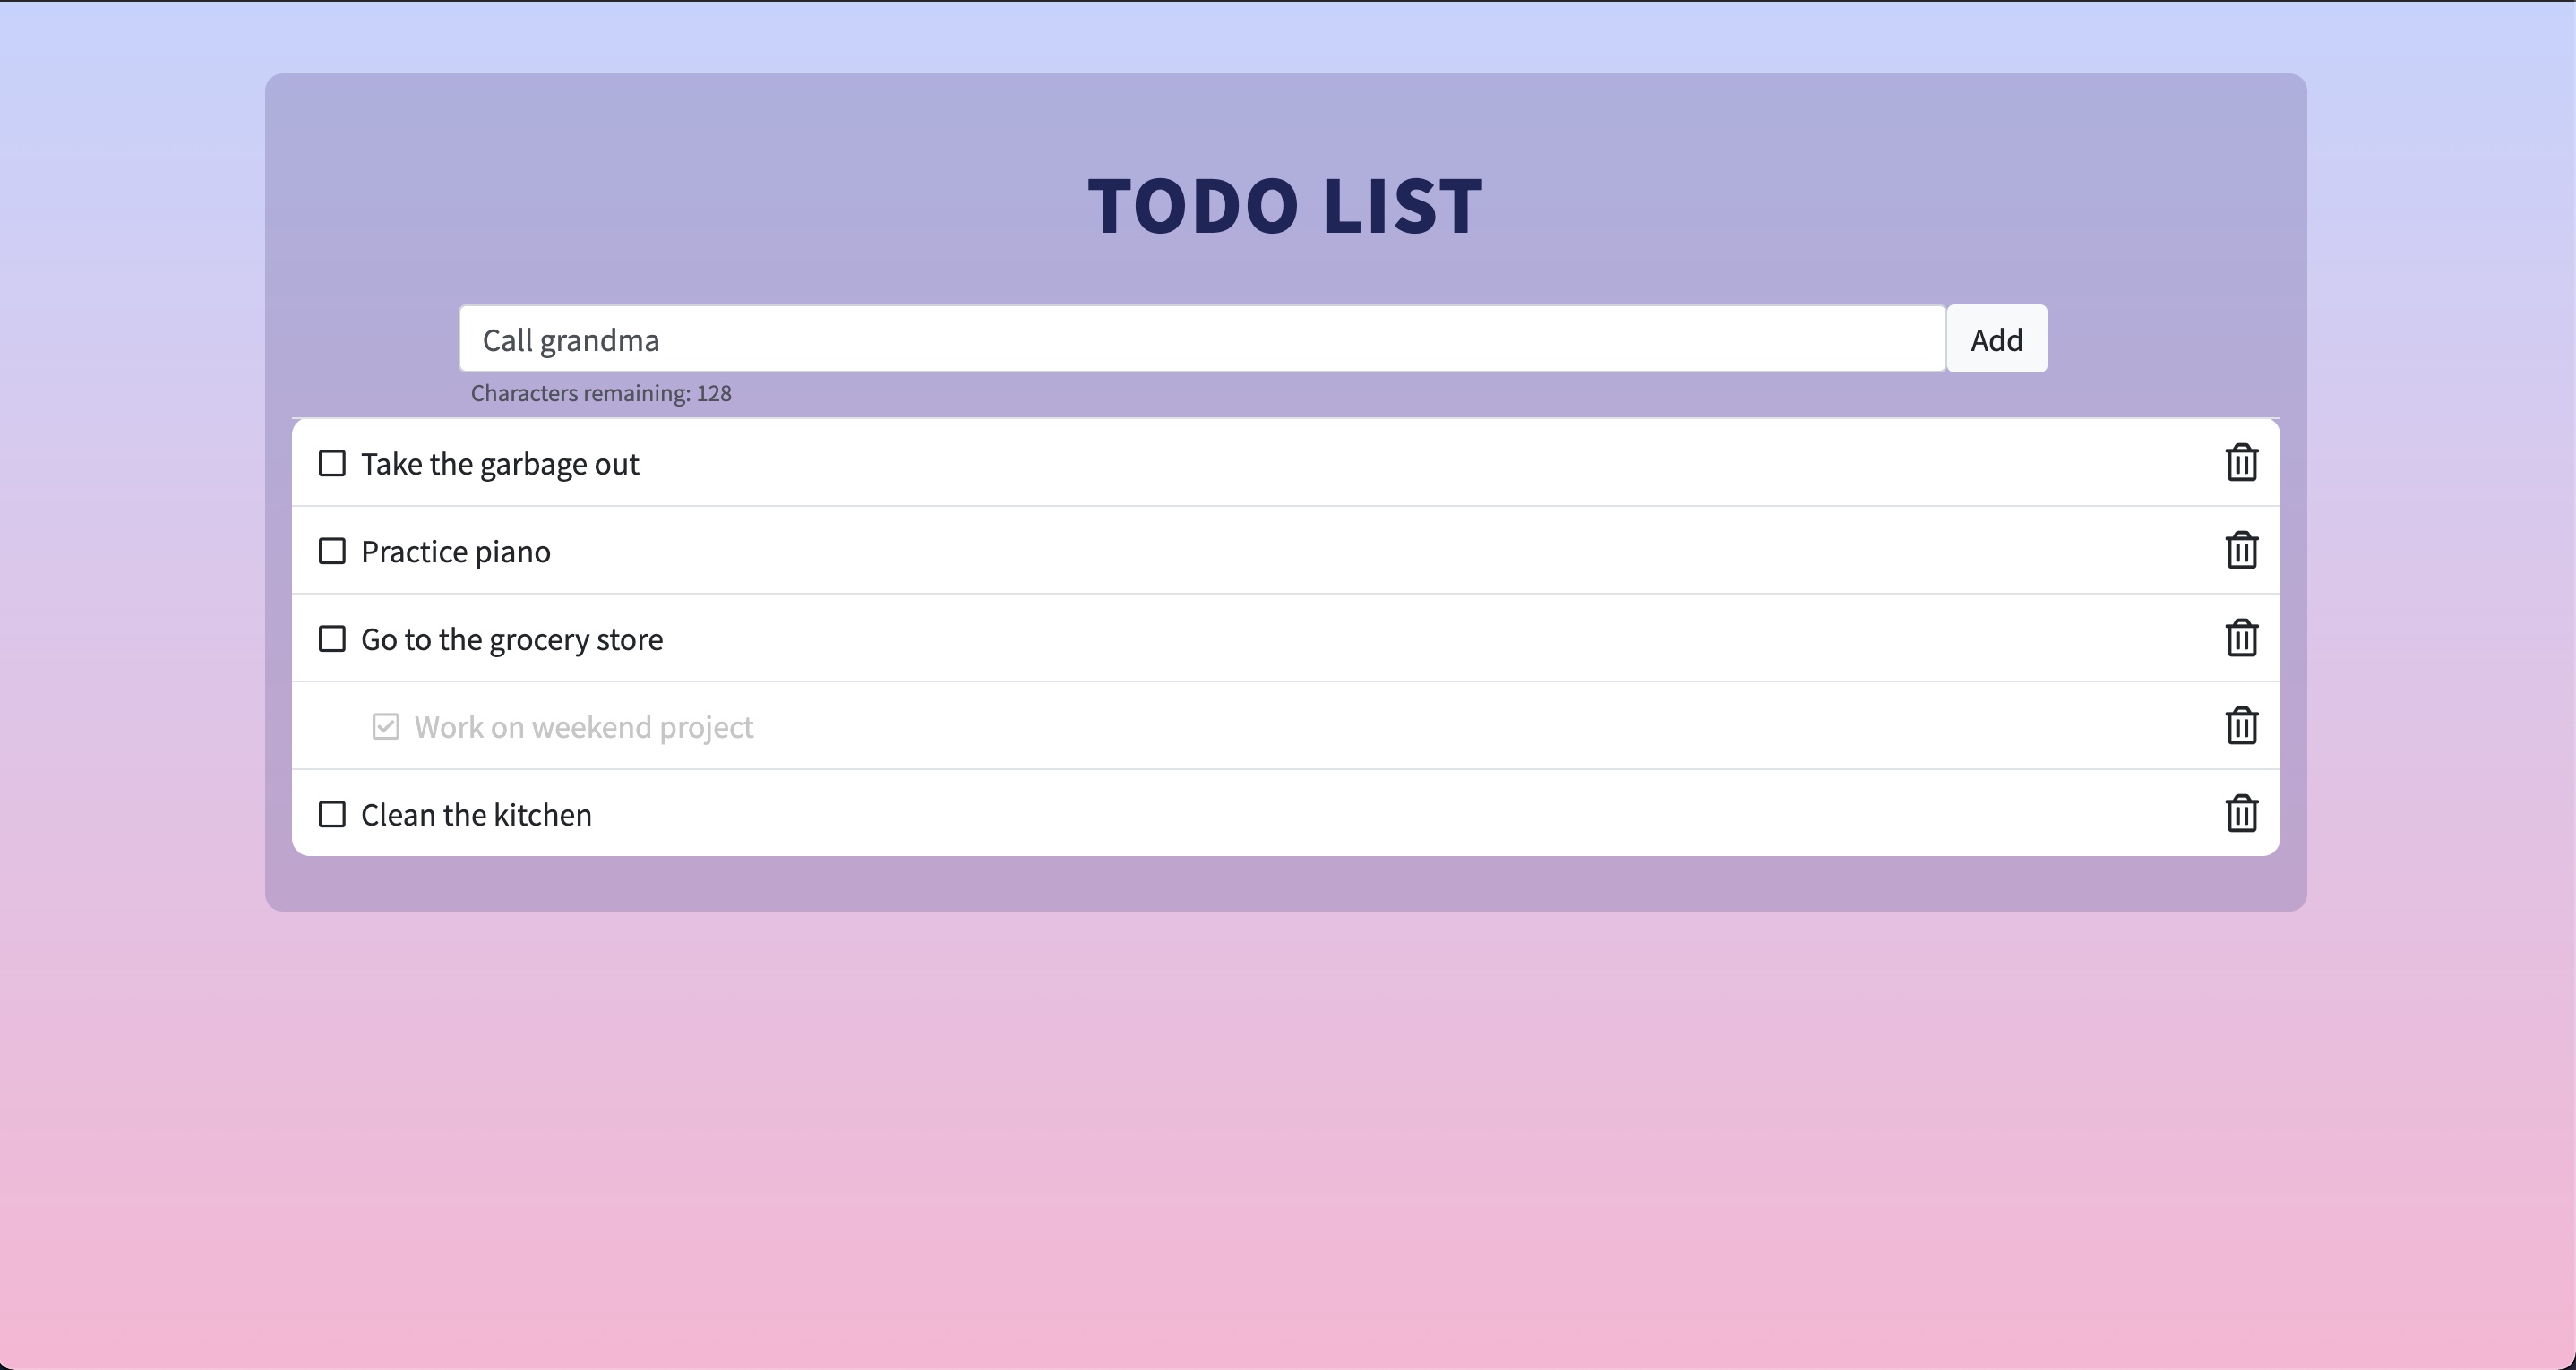 TODO LIST
Call grandma
Add
Characters remaining: 128
Take the garbage out
Practice piano
Go to the grocery store
Work on weekend project
Clean the kitchen